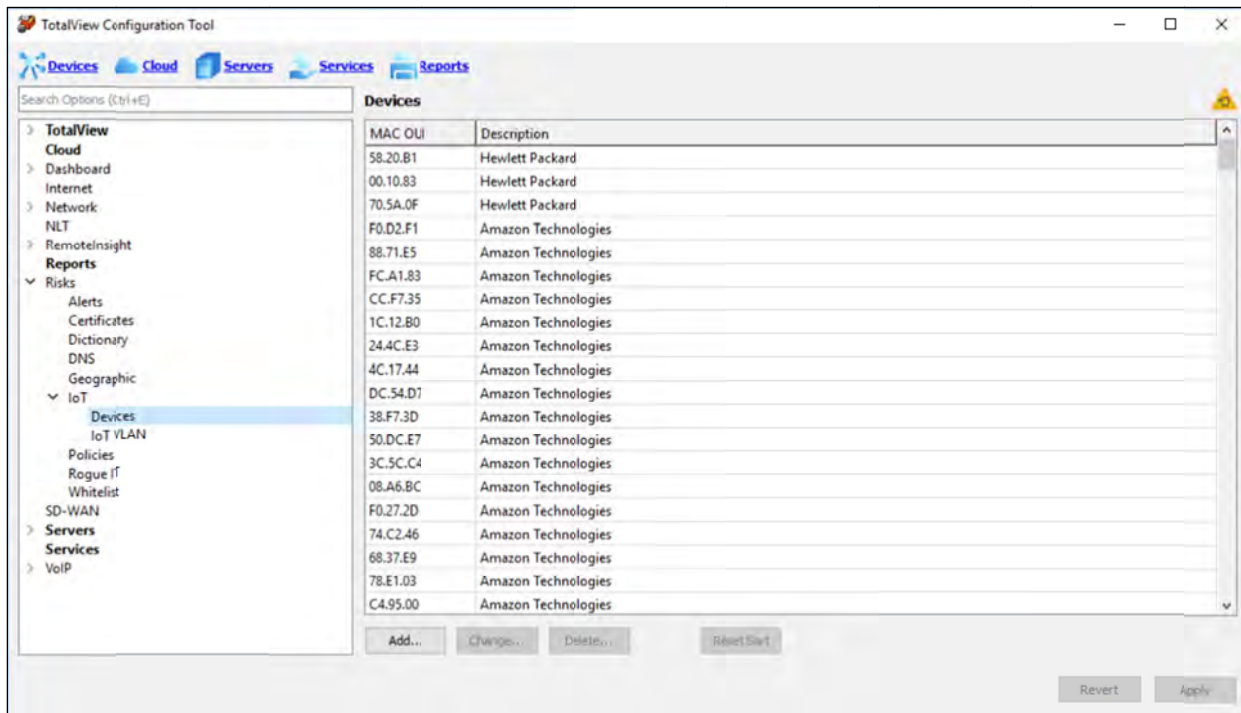 TotalView Configuration Tool
Devices Cloud Servers Services Reports
Search Options (Ctrl+E)
TotalView
Cloud
Dashboard
Internet
Network
NLT
RemoteInsight
Reports
Risks
Alerts
Certificates
Dictionary
DNS
Geographic
IoT
Devices
IoT VLAN
Policies
Rogue IT
Whitelist
SD-WAN
Servers
Services
VoIP
Devices
MAC OUI Description
58.20.B1 Hewlett Packard
00.10.83 Hewlett Packard
70.5A.0F Hewlett Packard
F0.D2.F1 Amazon Technologies
88.71.E5 Amazon Technologies
FC.A1.83 Amazon Technologies
CC.F7.35 Amazon Technologies
1C.12.B0 Amazon Technologies
24.4C.E3 Amazon Technologies
4C.17.44 Amazon Technologies
DC.54.D7 Amazon Technologies
38.F7.3D Amazon Technologies
50.DC.E7 Amazon Technologies
3C.5C.C4 Amazon Technologies
08.A6.BC Amazon Technologies
F0.27.2D Amazon Technologies
74.C2.46 Amazon Technologies
68.37.E9 Amazon Technologies
78.E1.03 Amazon Technologies
C4.95.00 Amazon Technologies
Add... Change... Delete... Reset Sort
Revert Apply